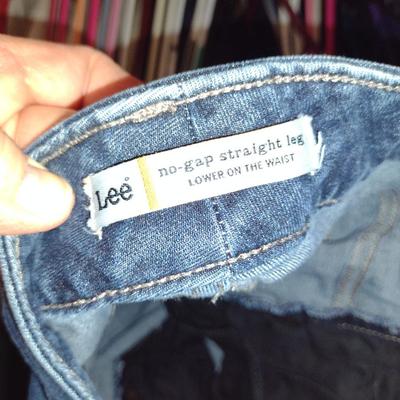 Lee®
no-gap straight leg
LOWER ON THE WAIST